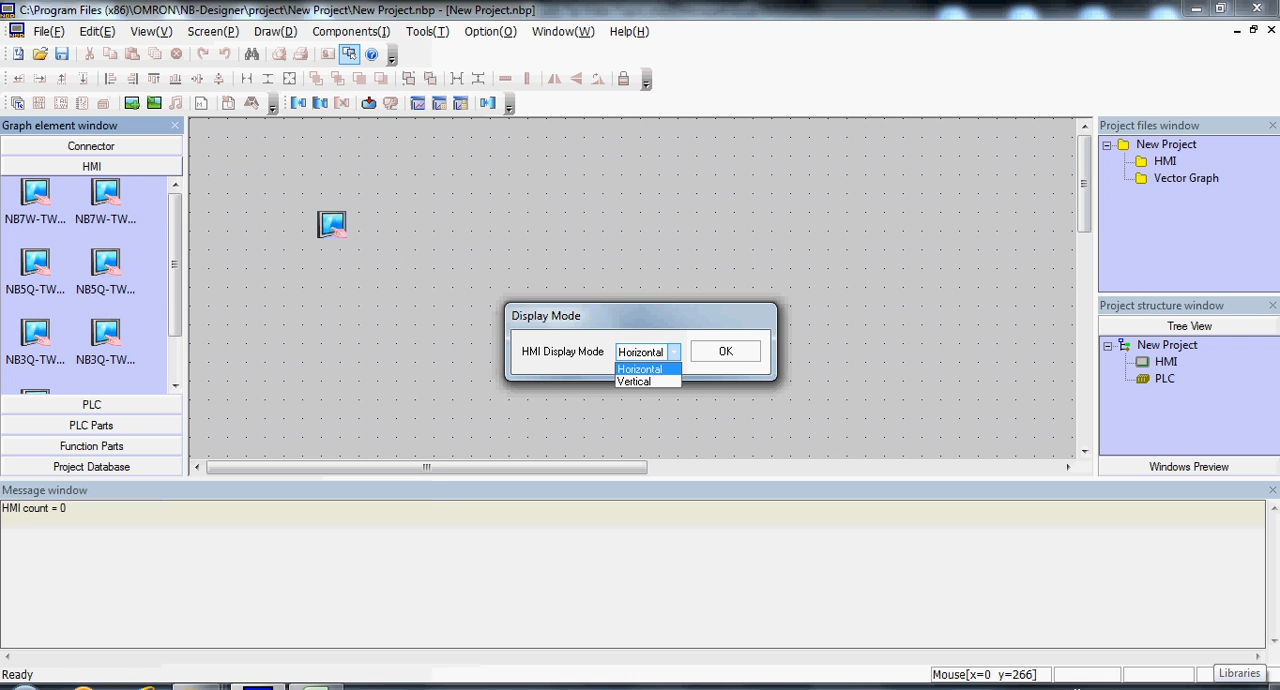 C:\Program Files (x86)\OMRON\NB-Designer\project\New Project\New Project.nbp - [New Project.nbp]
File(F) Edit(E) View(V) Screen(P) Draw(D) Components(I) Tools(T) Option(O) Window(W) Help(H)
Graph element window
Connector
HMI
NB7W-TW... NB7W-TW...
NB5Q-TW... NB5Q-TW...
NB3Q-TW... NB3Q-TW...
PLC
PLC Parts
Function Parts
Project Database
Display Mode
HMI Display Mode Horizontal OK
Horizontal
Vertical
Project files window
New Project
HMI
Vector Graph
Project structure window
Tree View
New Project
HMI
PLC
Windows Preview
Message window
HMI count = 0
Ready
Mouse[x=0 y=266]
Libraries